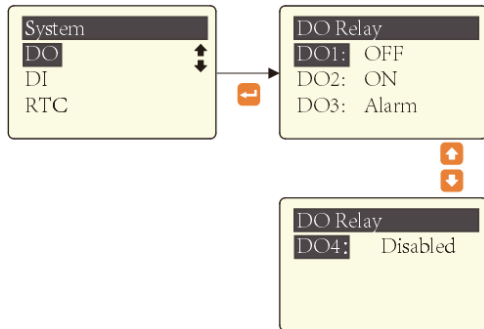 System
DO
DI
RTC
DO Relay
DO1: OFF
DO2: ON
DO3: Alarm
DO Relay
DO4: Disabled